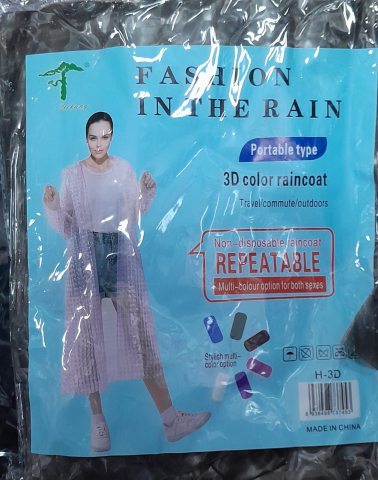 FASHION
IN THE RAIN
Portable type
3D color raincoat
Travel/commute/outdoors
Non-disposable raincoat
REPEATABLE
Multi-colour option for both sexes
Stylish multi-
color option
H-3D
MADE IN CHINA